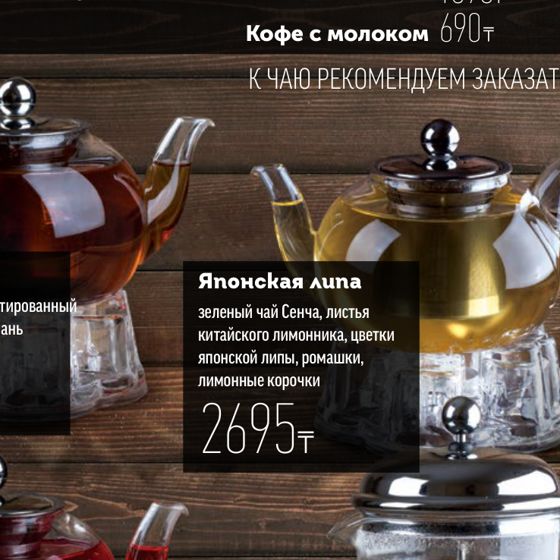 Кофе с молоком 690₸
К ЧАЮ РЕКОМЕНДУЕМ ЗАКАЗАТ
тированный
ань
Японская липа
зеленый чай Сенча, листья
китайского лимонника, цветки
японской липы, ромашки,
лимонные корочки
2695₸